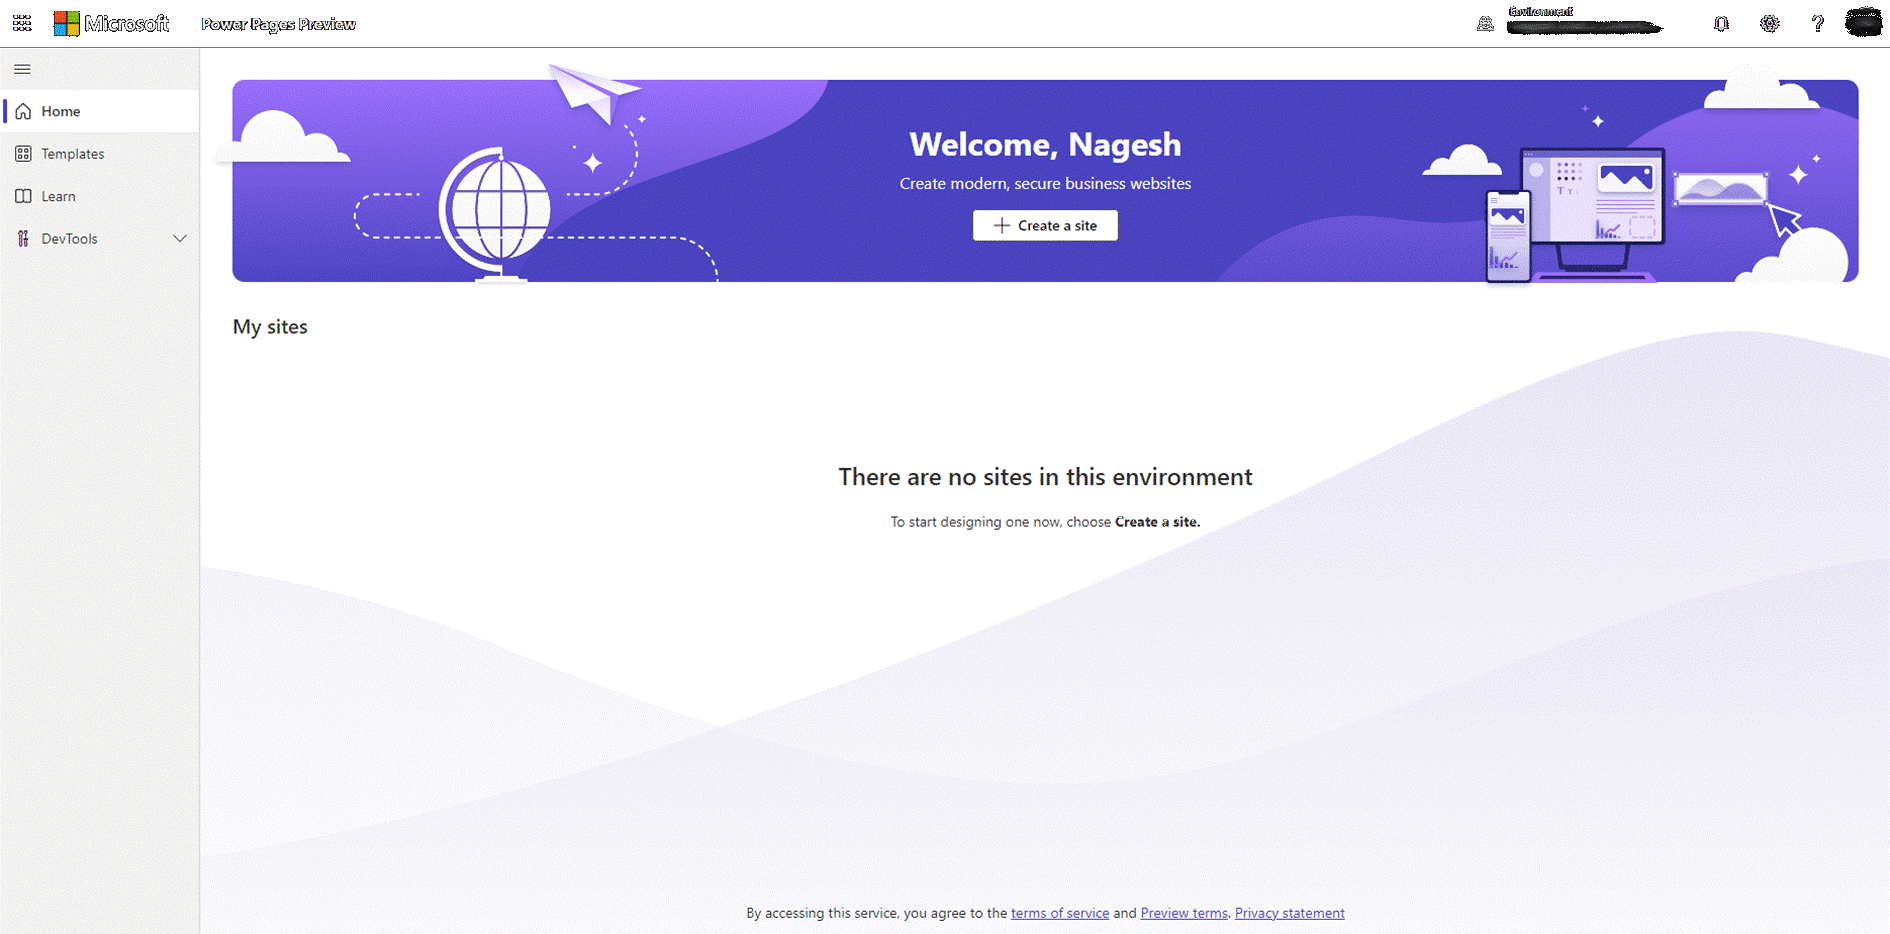 Microsoft Power Pages Preview Environment
Home
Templates
Learn
DevTools
Welcome, Nagesh
Create modern, secure business websites
Create a site
My sites
There are no sites in this environment
To start designing one now, choose Create a site.
By accessing this service, you agree to the terms of service and Preview terms. Privacy statement